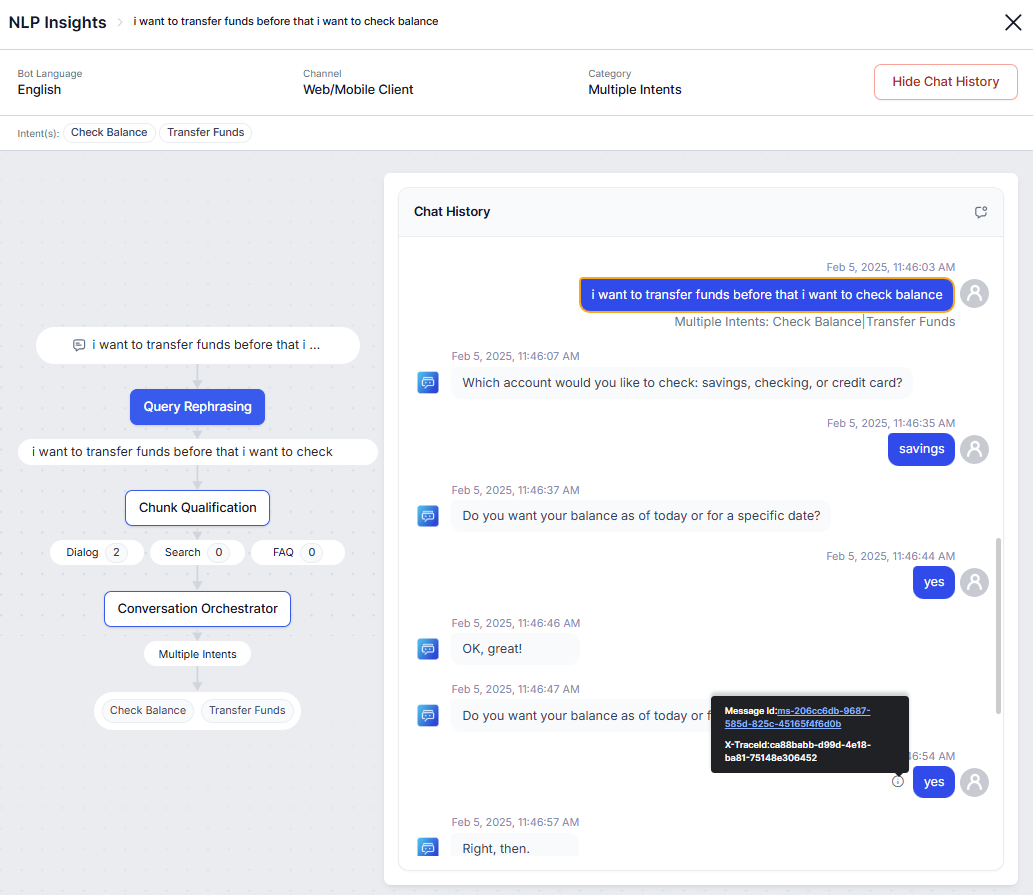 NLP Insights > i want to transfer funds before that i want to check balance
Bot Language
English
Channel
Web/Mobile Client
Category
Multiple Intents
Hide Chat History
Intent(s): Check Balance Transfer Funds
i want to transfer funds before that i ...
Query Rephrasing
i want to transfer funds before that i want to check
Chunk Qualification
Dialog 2 Search 0 FAQ 0
Conversation Orchestrator
Multiple Intents
Check Balance Transfer Funds
Chat History
Feb 5, 2025, 11:46:03 AM
i want to transfer funds before that i want to check balance
Multiple Intents: Check Balance|Transfer Funds
Feb 5, 2025, 11:46:07 AM
Which account would you like to check: savings, checking, or credit card?
Feb 5, 2025, 11:46:35 AM
savings
Feb 5, 2025, 11:46:37 AM
Do you want your balance as of today or for a specific date?
Feb 5, 2025, 11:46:44 AM
yes
Feb 5, 2025, 11:46:46 AM
OK, great!
Feb 5, 2025, 11:46:47 AM
Do you want your balance as of today or f
Message Id:ms-206cc6db-9687-
585d-825c-45165f4f6d0b
X-TraceId:ca88babb-d99d-4e18-
ba81-75148e306452
46:54 AM
yes
Feb 5, 2025, 11:46:57 AM
Right, then.